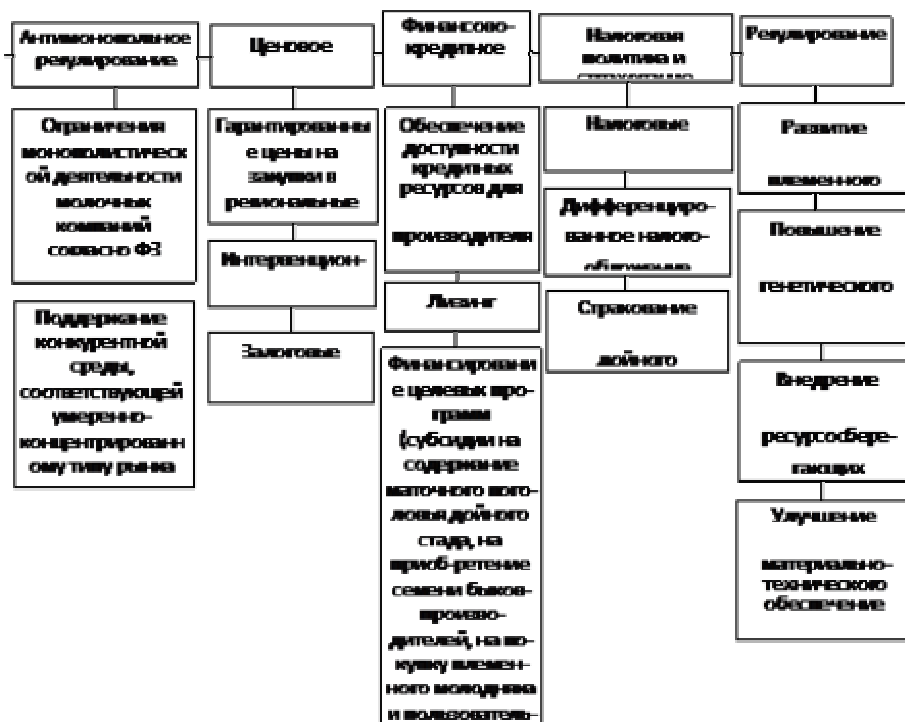 Антимонопольное
регулирование
Ограничения
монополистическ
ой деятельности
молочных
компаний
согласно ФЗ
Поддержание
конкурентной
среды,
соответствующей
умеренно-
концентрированн
ому типу рынка
Ценовое
Гарантированны
е цены на
закупки в
региональные
Интервенцион-
Залоговые
Финансово-
кредитное
Обеспечение
доступности
кредитных
ресурсов для
производителя
Лизинг
Финансировани
е целевых про-
грамм
(субсидии на
содержание
маточного пого-
ловья дойного
стада, на
приоб-ретение
семени быков-
произво-
дителей, на по-
купку племен-
ного молодняка
и пользователь-
Налоговая
политика и
страхование
Налоговые
Дифференциро-
ванное налого-
обложение
Страхование
дойного
Регулирование
Развитие
племенного
Повышение
генетического
Внедрение
ресурсосбере-
гающих
Улучшение
материально-
технического
обеспечение